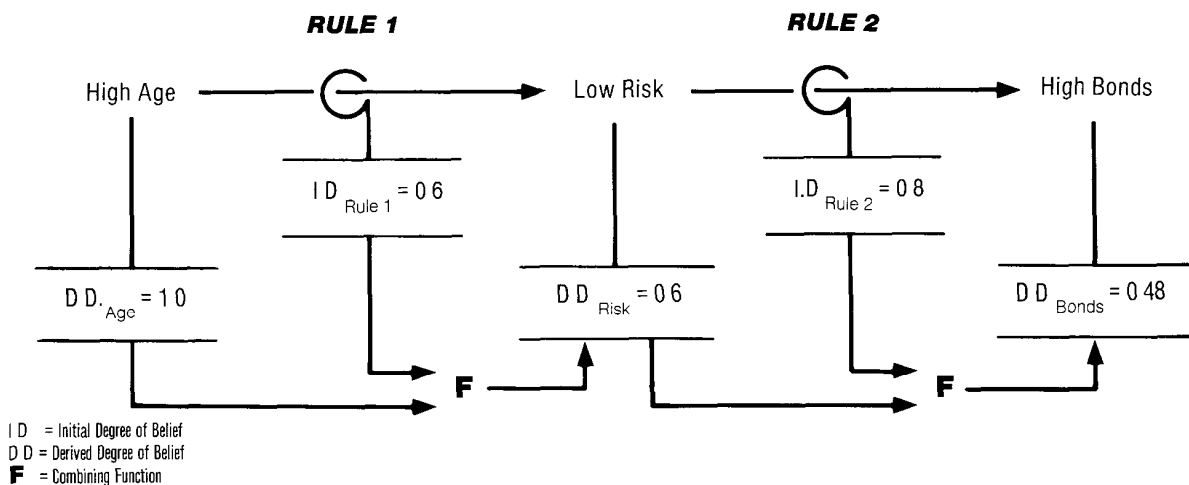 RULE 1
RULE 2
High Age
Low Risk
High Bonds
I D Rule 1 = 0 6
I.D Rule 2 = 0 8
D D. Age = 1 0
D D Risk = 0 6
D D Bonds = 0 48
F
F
I D = Initial Degree of Belief
D D = Derived Degree of Belief
F = Combining Function